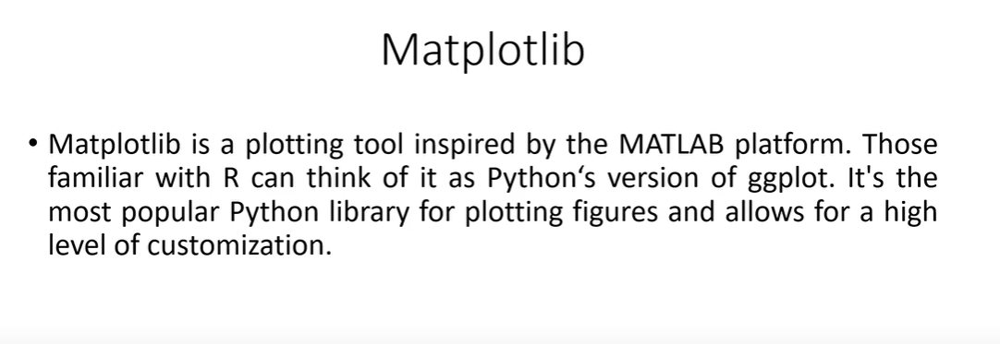 Matplotlib
• Matplotlib is a plotting tool inspired by the MATLAB platform. Those
familiar with R can think of it as Python‘s version of ggplot. It's the
most popular Python library for plotting figures and allows for a high
level of customization.